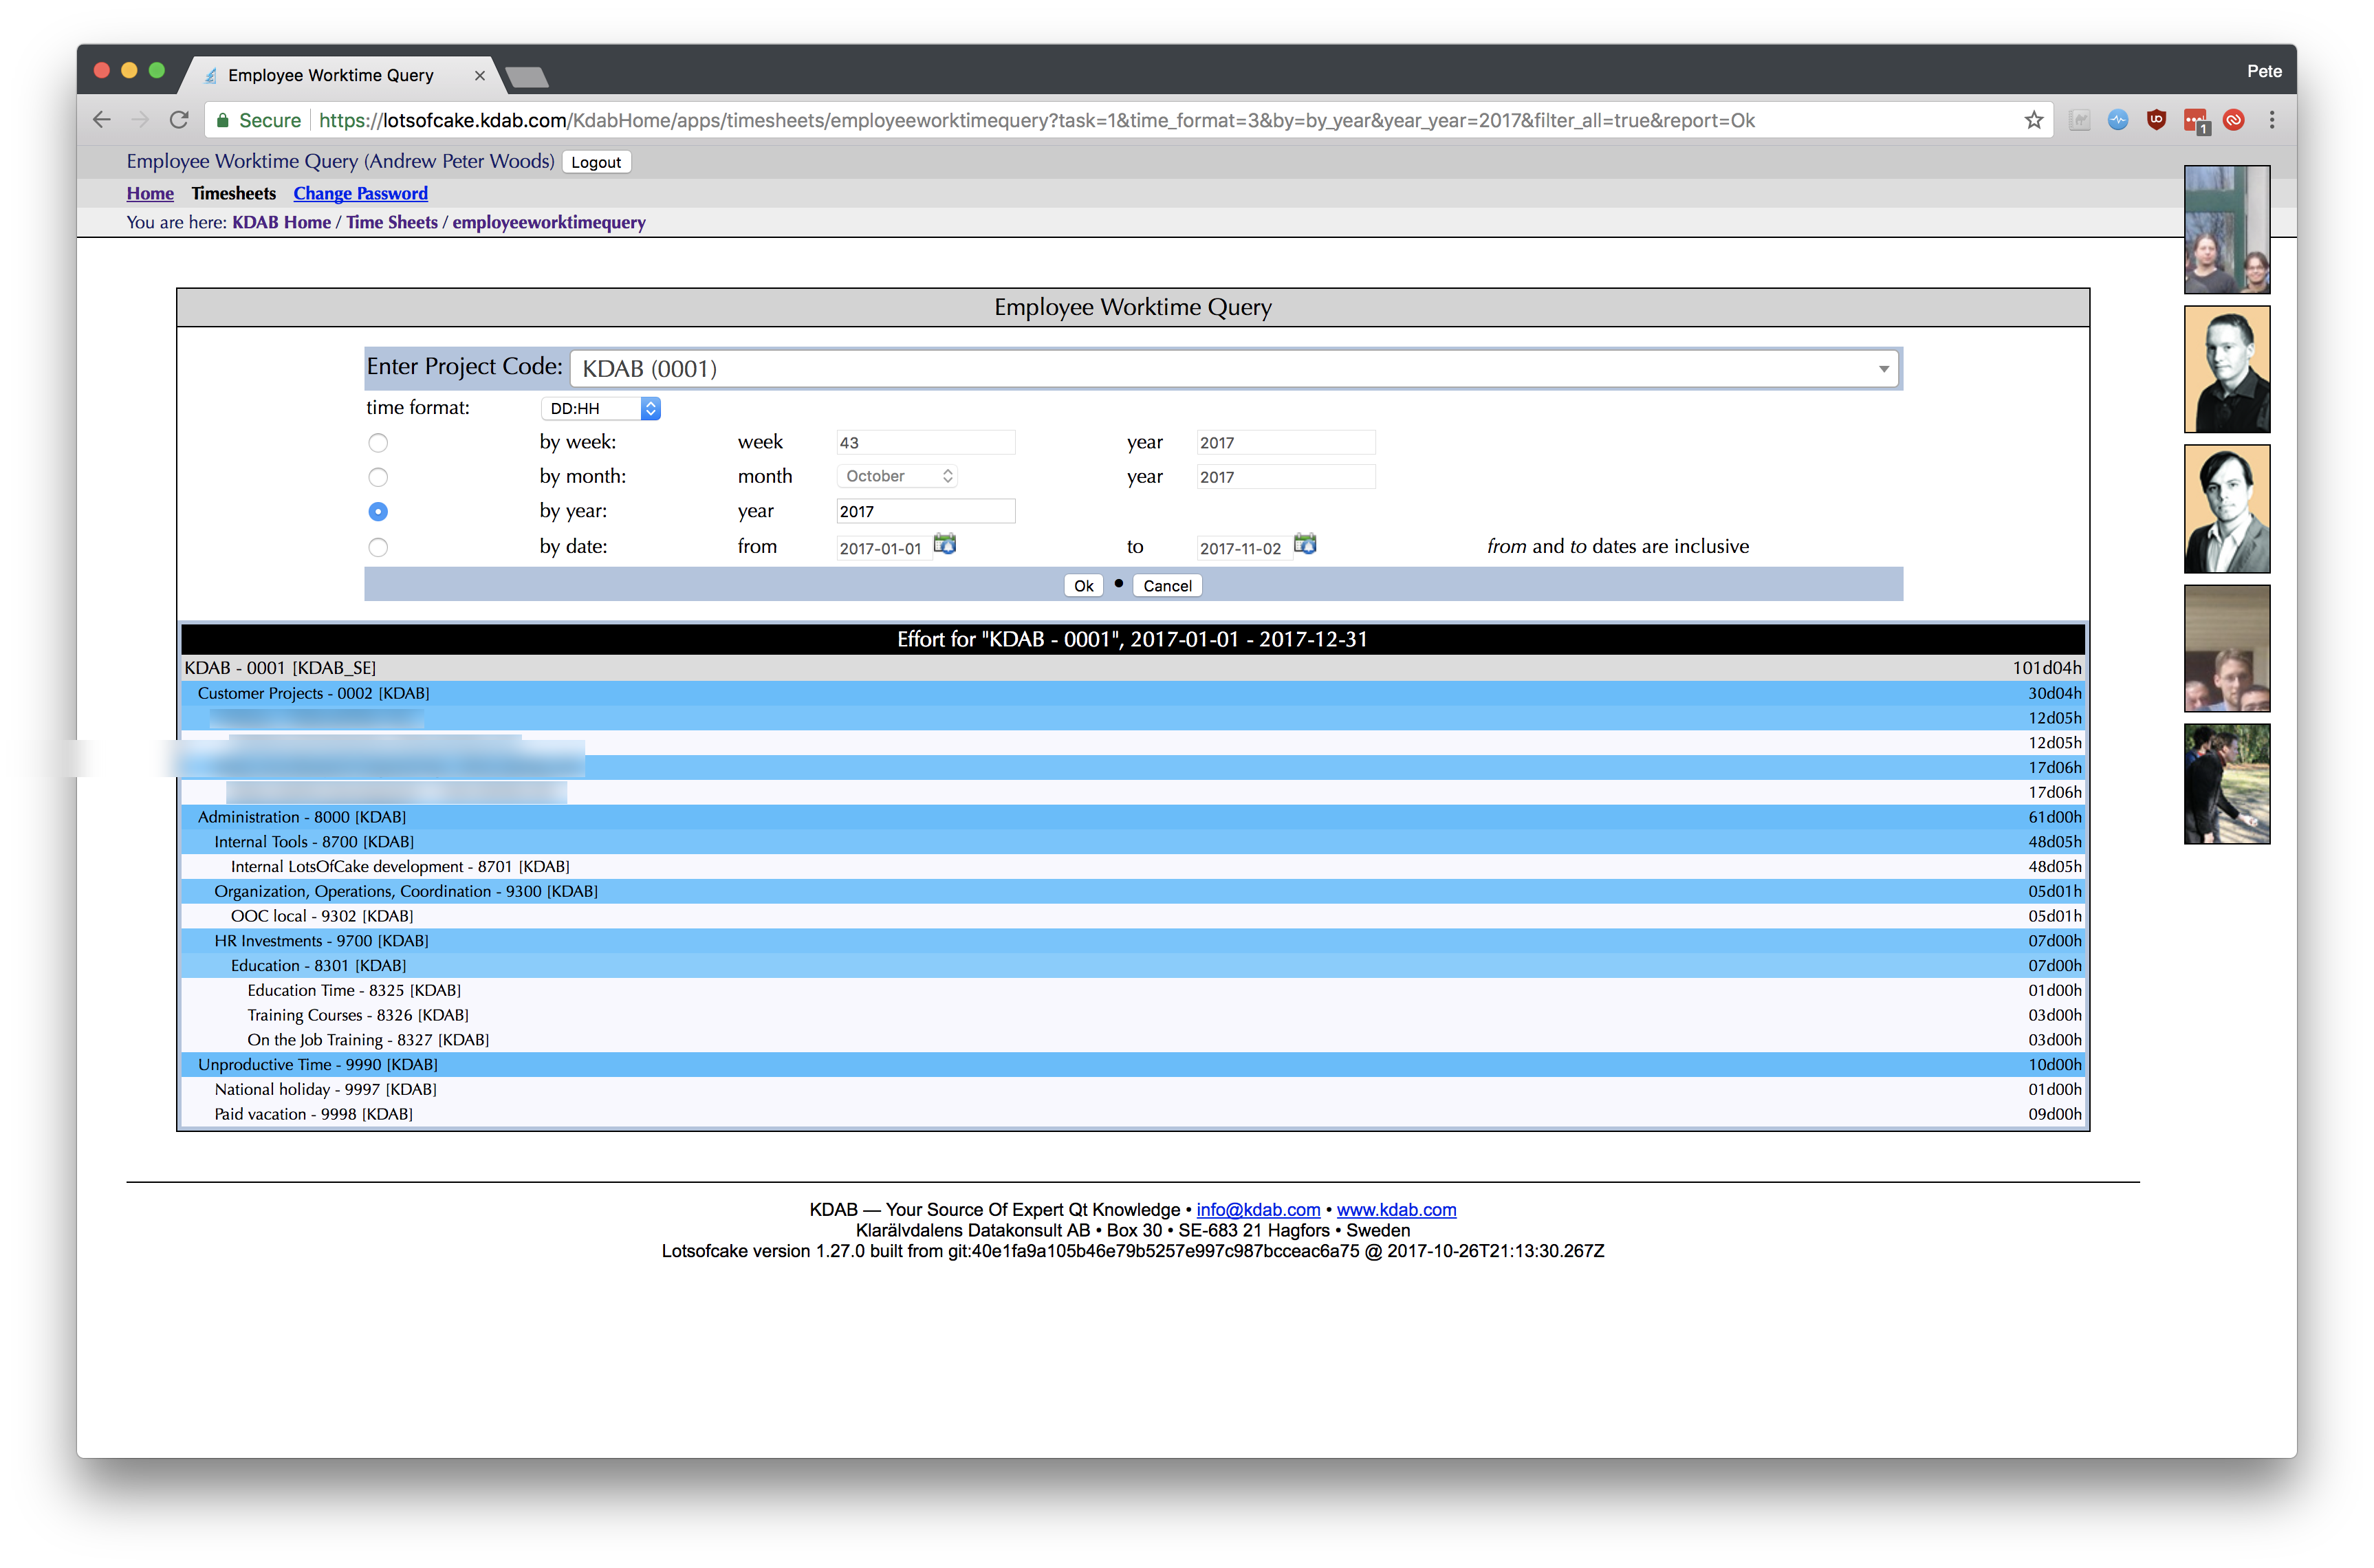 Employee Worktime Query
Pete
Secure https://lotsofcake.kdab.com/KdabHome/apps/timesheets/employeeworktimequery?task=1&time_format=3&by=by_year&year_year=2017&filter_all=true&report=Ok
1
Employee Worktime Query (Andrew Peter Woods) Logout
Home Timesheets Change Password
You are here: KDAB Home / Time Sheets / employeeworktimequery
Employee Worktime Query
Enter Project Code: KDAB (0001)
time format: DD:HH
by week: week 43 year 2017
by month: month October year 2017
by year: year 2017
by date: from 2017-01-01 to 2017-11-02 from and to dates are inclusive
Ok • Cancel
Effort for "KDAB - 0001", 2017-01-01 - 2017-12-31
KDAB - 0001 [KDAB_SE] 101d04h
Customer Projects - 0002 [KDAB] 30d04h
12d05h
12d05h
17d06h
17d06h
Administration - 8000 [KDAB] 61d00h
Internal Tools - 8700 [KDAB] 48d05h
Internal LotsOfCake development - 8701 [KDAB] 48d05h
Organization, Operations, Coordination - 9300 [KDAB] 05d01h
OOC local - 9302 [KDAB] 05d01h
HR Investments - 9700 [KDAB] 07d00h
Education - 8301 [KDAB] 07d00h
Education Time - 8325 [KDAB] 01d00h
Training Courses - 8326 [KDAB] 03d00h
On the Job Training - 8327 [KDAB] 03d00h
Unproductive Time - 9990 [KDAB] 10d00h
National holiday - 9997 [KDAB] 01d00h
Paid vacation - 9998 [KDAB] 09d00h
KDAB — Your Source Of Expert Qt Knowledge • info@kdab.com • www.kdab.com
Klarälvdalens Datakonsult AB • Box 30 • SE-683 21 Hagfors • Sweden
Lotsofcake version 1.27.0 built from git:40e1fa9a105b46e79b5257e997c987bcceac6a75 @ 2017-10-26T21:13:30.267Z